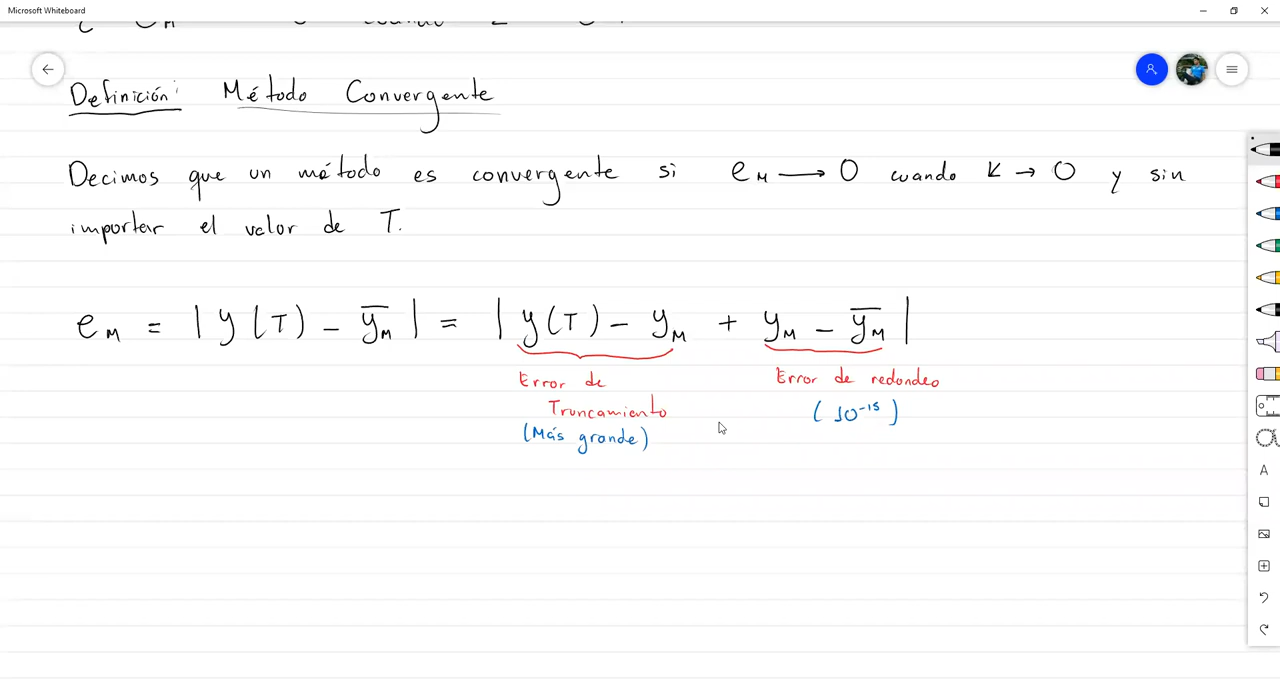 Microsoft Whiteboard
cuando
Definición: Método Convergente
Decimos que un método es convergente si e_M → 0 cuando K → 0 y sin
importar el valor de T.
e_M = | y(T) - ȳ_M | = | y(T) - y_M + y_M - ȳ_M |
Error de Error de redondeo
Truncamiento (10⁻¹⁵)
(Más grande)
A